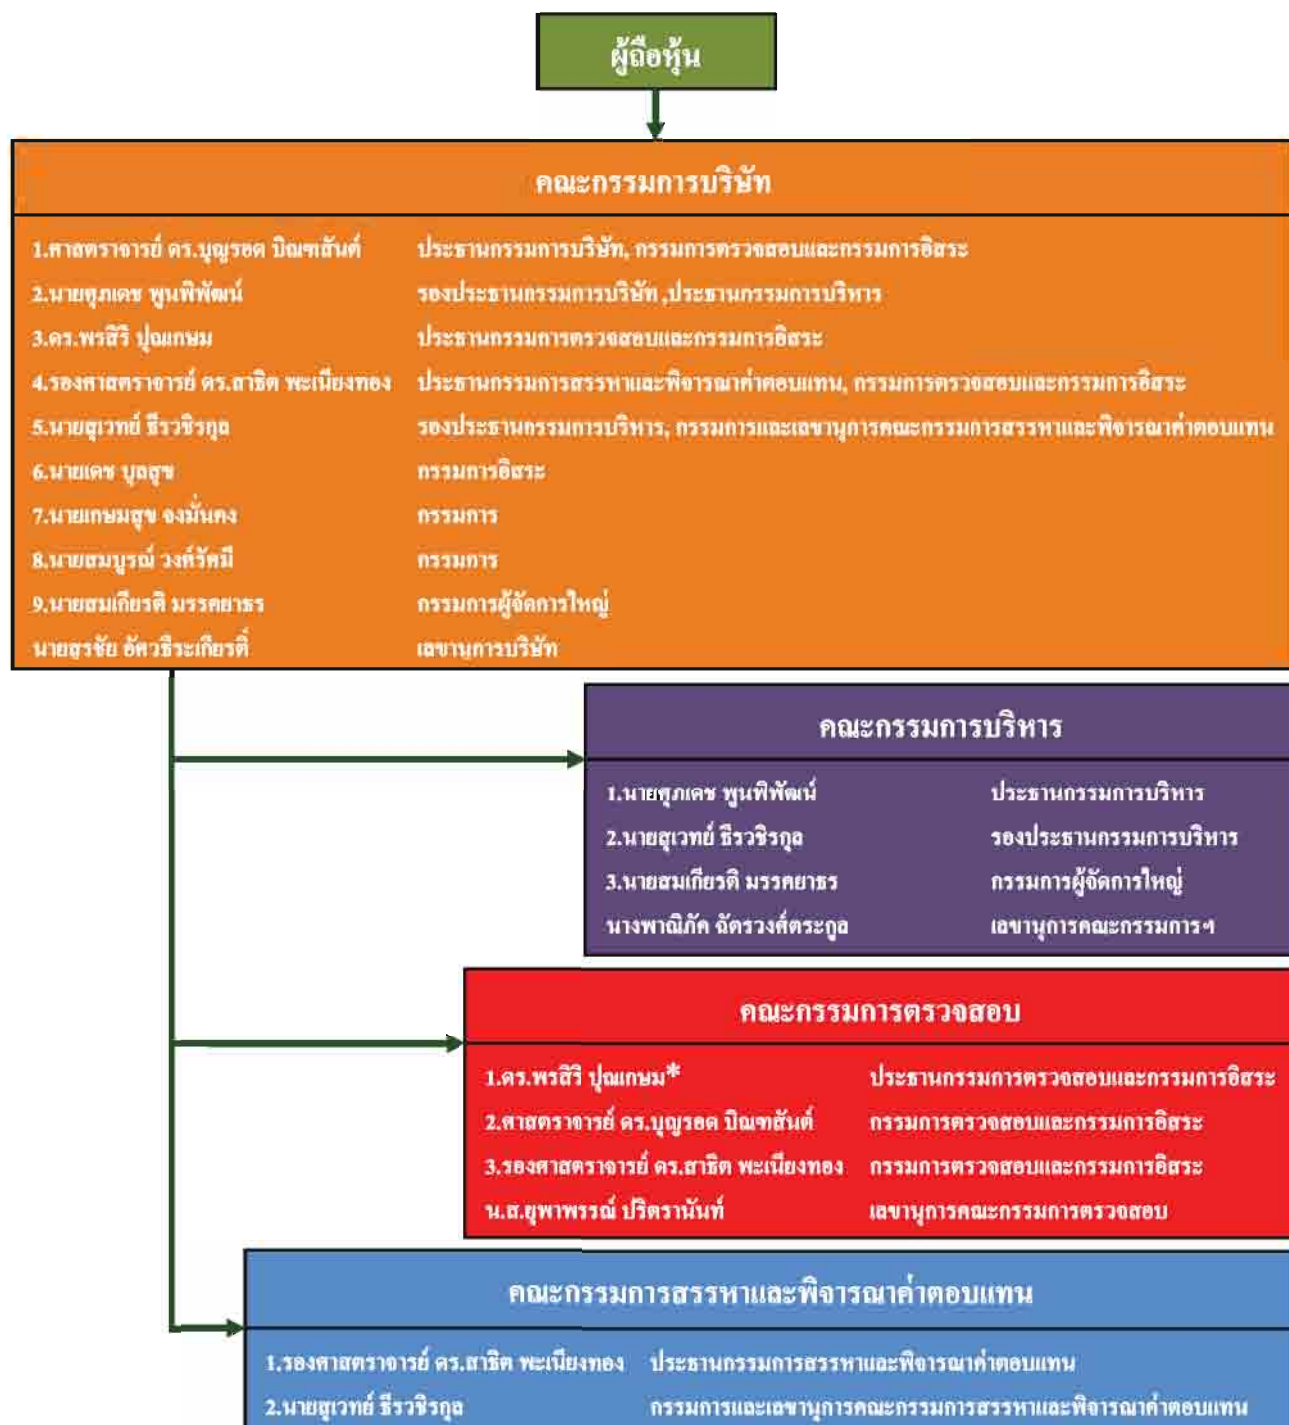 ผู้ถือหุ้น
คณะกรรมการบริษัท
1.ศาสตราจารย์ ดร.บุญรอด บิณฑสันต์ ประธานกรรมการบริษัท, กรรมการตรวจสอบและกรรมการอิสระ
2.นายศุภเดช พูนพิพัฒน์ รองประธานกรรมการบริษัท ,ประธานกรรมการบริหาร
3.ดร.พรสิริ ปุณเกษม ประธานกรรมการตรวจสอบและกรรมการอิสระ
4.รองศาสตราจารย์ ดร.สาธิต พะเนียงทอง ประธานกรรมการสรรหาและพิจารณาค่าตอบแทน, กรรมการตรวจสอบและกรรมการอิสระ
5.นายสุเวทย์ ธีรวชิรกุล รองประธานกรรมการบริหาร, กรรมการและเลขานุการคณะกรรมการสรรหาและพิจารณาค่าตอบแทน
6.นายเดช บุลสุข กรรมการอิสระ
7.นายเกษมสุข จงมั่นคง กรรมการ
8.นายสมบูรณ์ วงศ์รัศมี กรรมการ
9.นายสมเกียรติ มรรคยาธร กรรมการผู้จัดการใหญ่
นายสุรชัย อัศวธีระเกียรติ์ เลขานุการบริษัท
คณะกรรมการบริหาร
1.นายศุภเดช พูนพิพัฒน์ ประธานกรรมการบริหาร
2.นายสุเวทย์ ธีรวชิรกุล รองประธานกรรมการบริหาร
3.นายสมเกียรติ มรรคยาธร กรรมการผู้จัดการใหญ่
นางพาณิภัค ฉัตรวงศ์ตระกูล เลขานุการคณะกรรมการฯ
คณะกรรมการตรวจสอบ
1.ดร.พรสิริ ปุณเกษม* ประธานกรรมการตรวจสอบและกรรมการอิสระ
2.ศาสตราจารย์ ดร.บุญรอด บิณฑสันต์ กรรมการตรวจสอบและกรรมการอิสระ
3.รองศาสตราจารย์ ดร.สาธิต พะเนียงทอง กรรมการตรวจสอบและกรรมการอิสระ
น.ส.ยุพาพรรณ์ ปริตรานันท์ เลขานุการคณะกรรมการตรวจสอบ
คณะกรรมการสรรหาและพิจารณาค่าตอบแทน
1.รองศาสตราจารย์ ดร.สาธิต พะเนียงทอง ประธานกรรมการสรรหาและพิจารณาค่าตอบแทน
2.นายสุเวทย์ ธีรวชิรกุล กรรมการและเลขานุการคณะกรรมการสรรหาและพิจารณาค่าตอบแทน